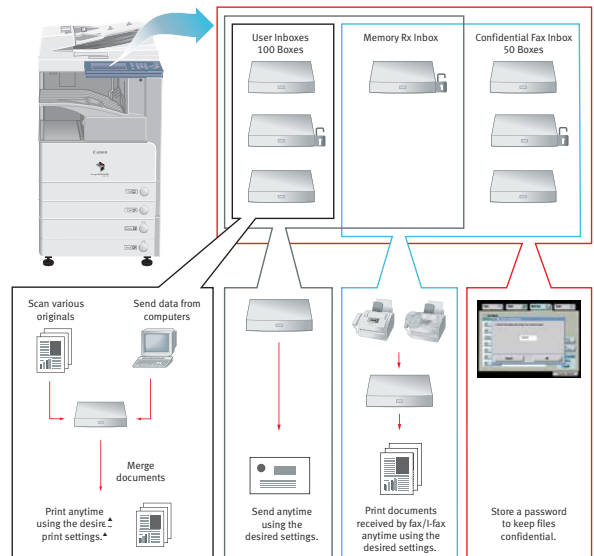 User Inboxes
100 Boxes
Memory Rx Inbox
Confidential Fax Inbox
50 Boxes
Canon
Scan various
originals
Send data from
computers
Merge
documents
Print anytime
using the desire
print settings.
Send anytime
using the
desired settings.
Print documents
received by fax/I-fax
anytime using the
desired settings.
Store a password
to keep files
confidential.